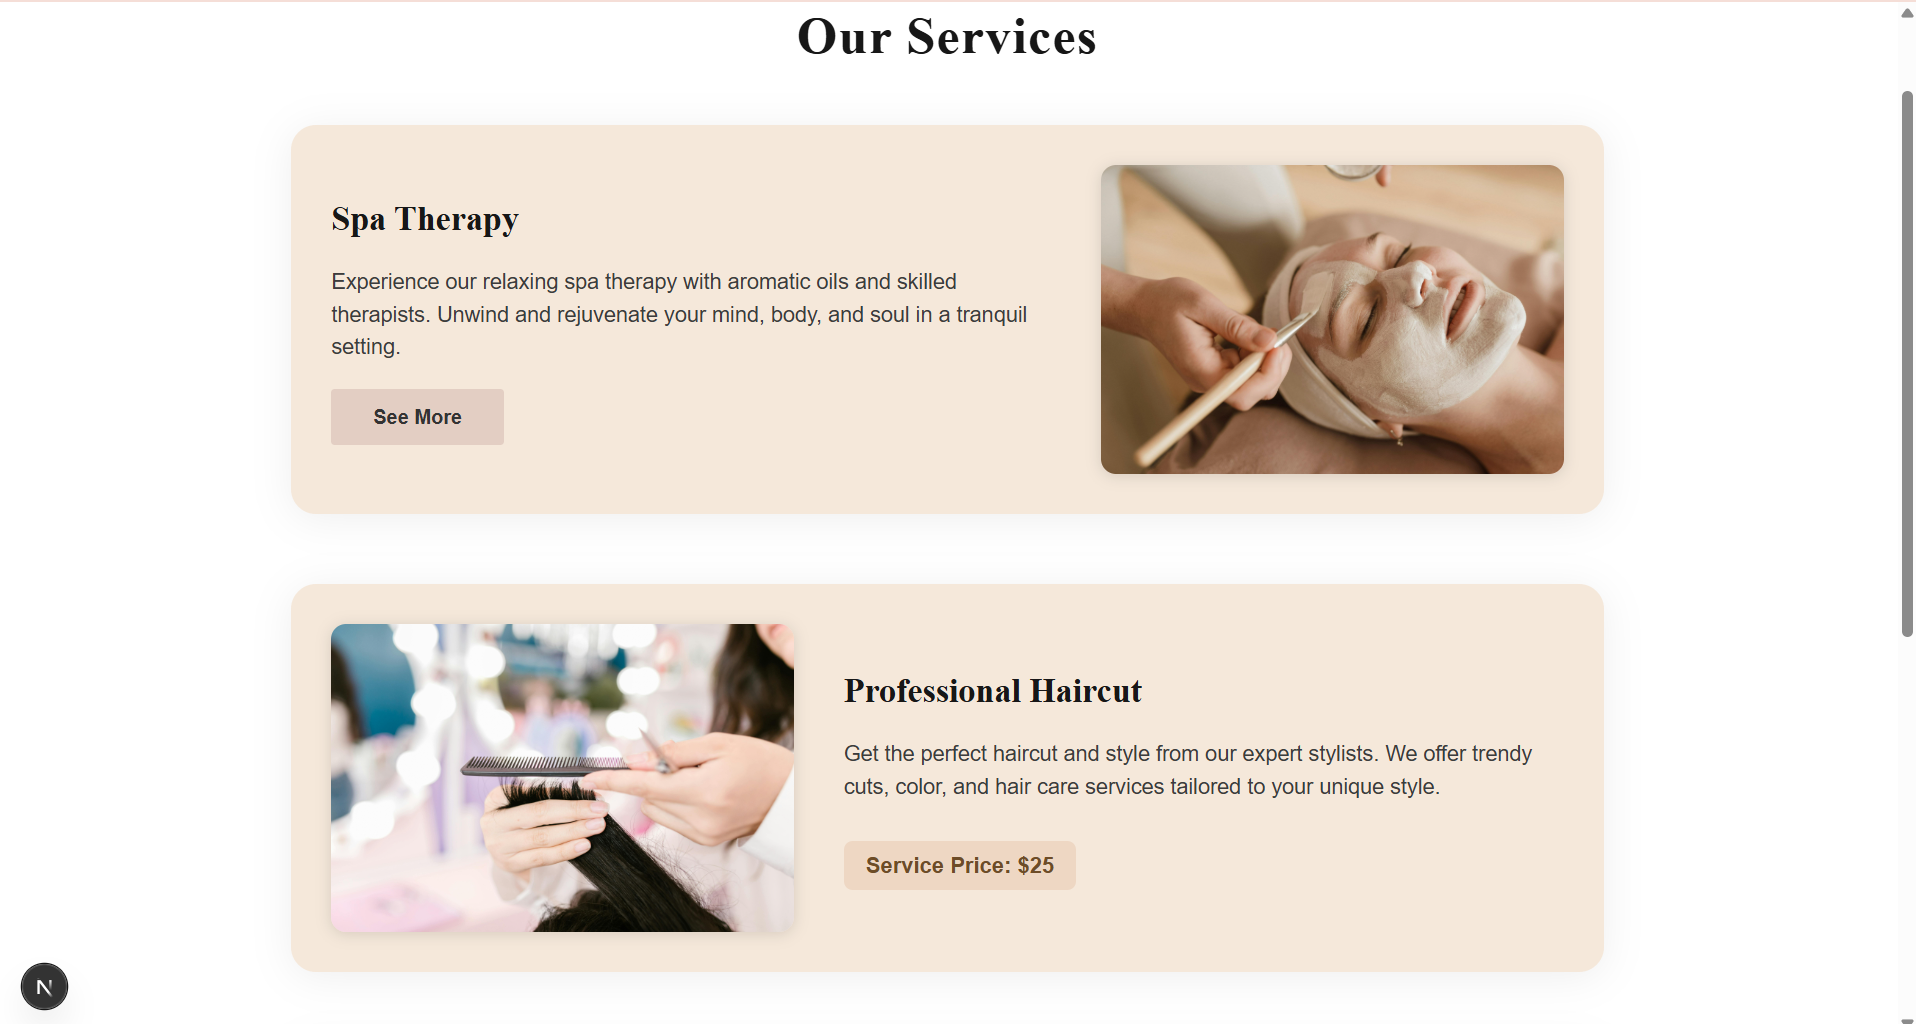 Our Services
Spa Therapy
Experience our relaxing spa therapy with aromatic oils and skilled
therapists. Unwind and rejuvenate your mind, body, and soul in a tranquil
setting.
See More
Professional Haircut
Get the perfect haircut and style from our expert stylists. We offer trendy
cuts, color, and hair care services tailored to your unique style.
Service Price: $25
N